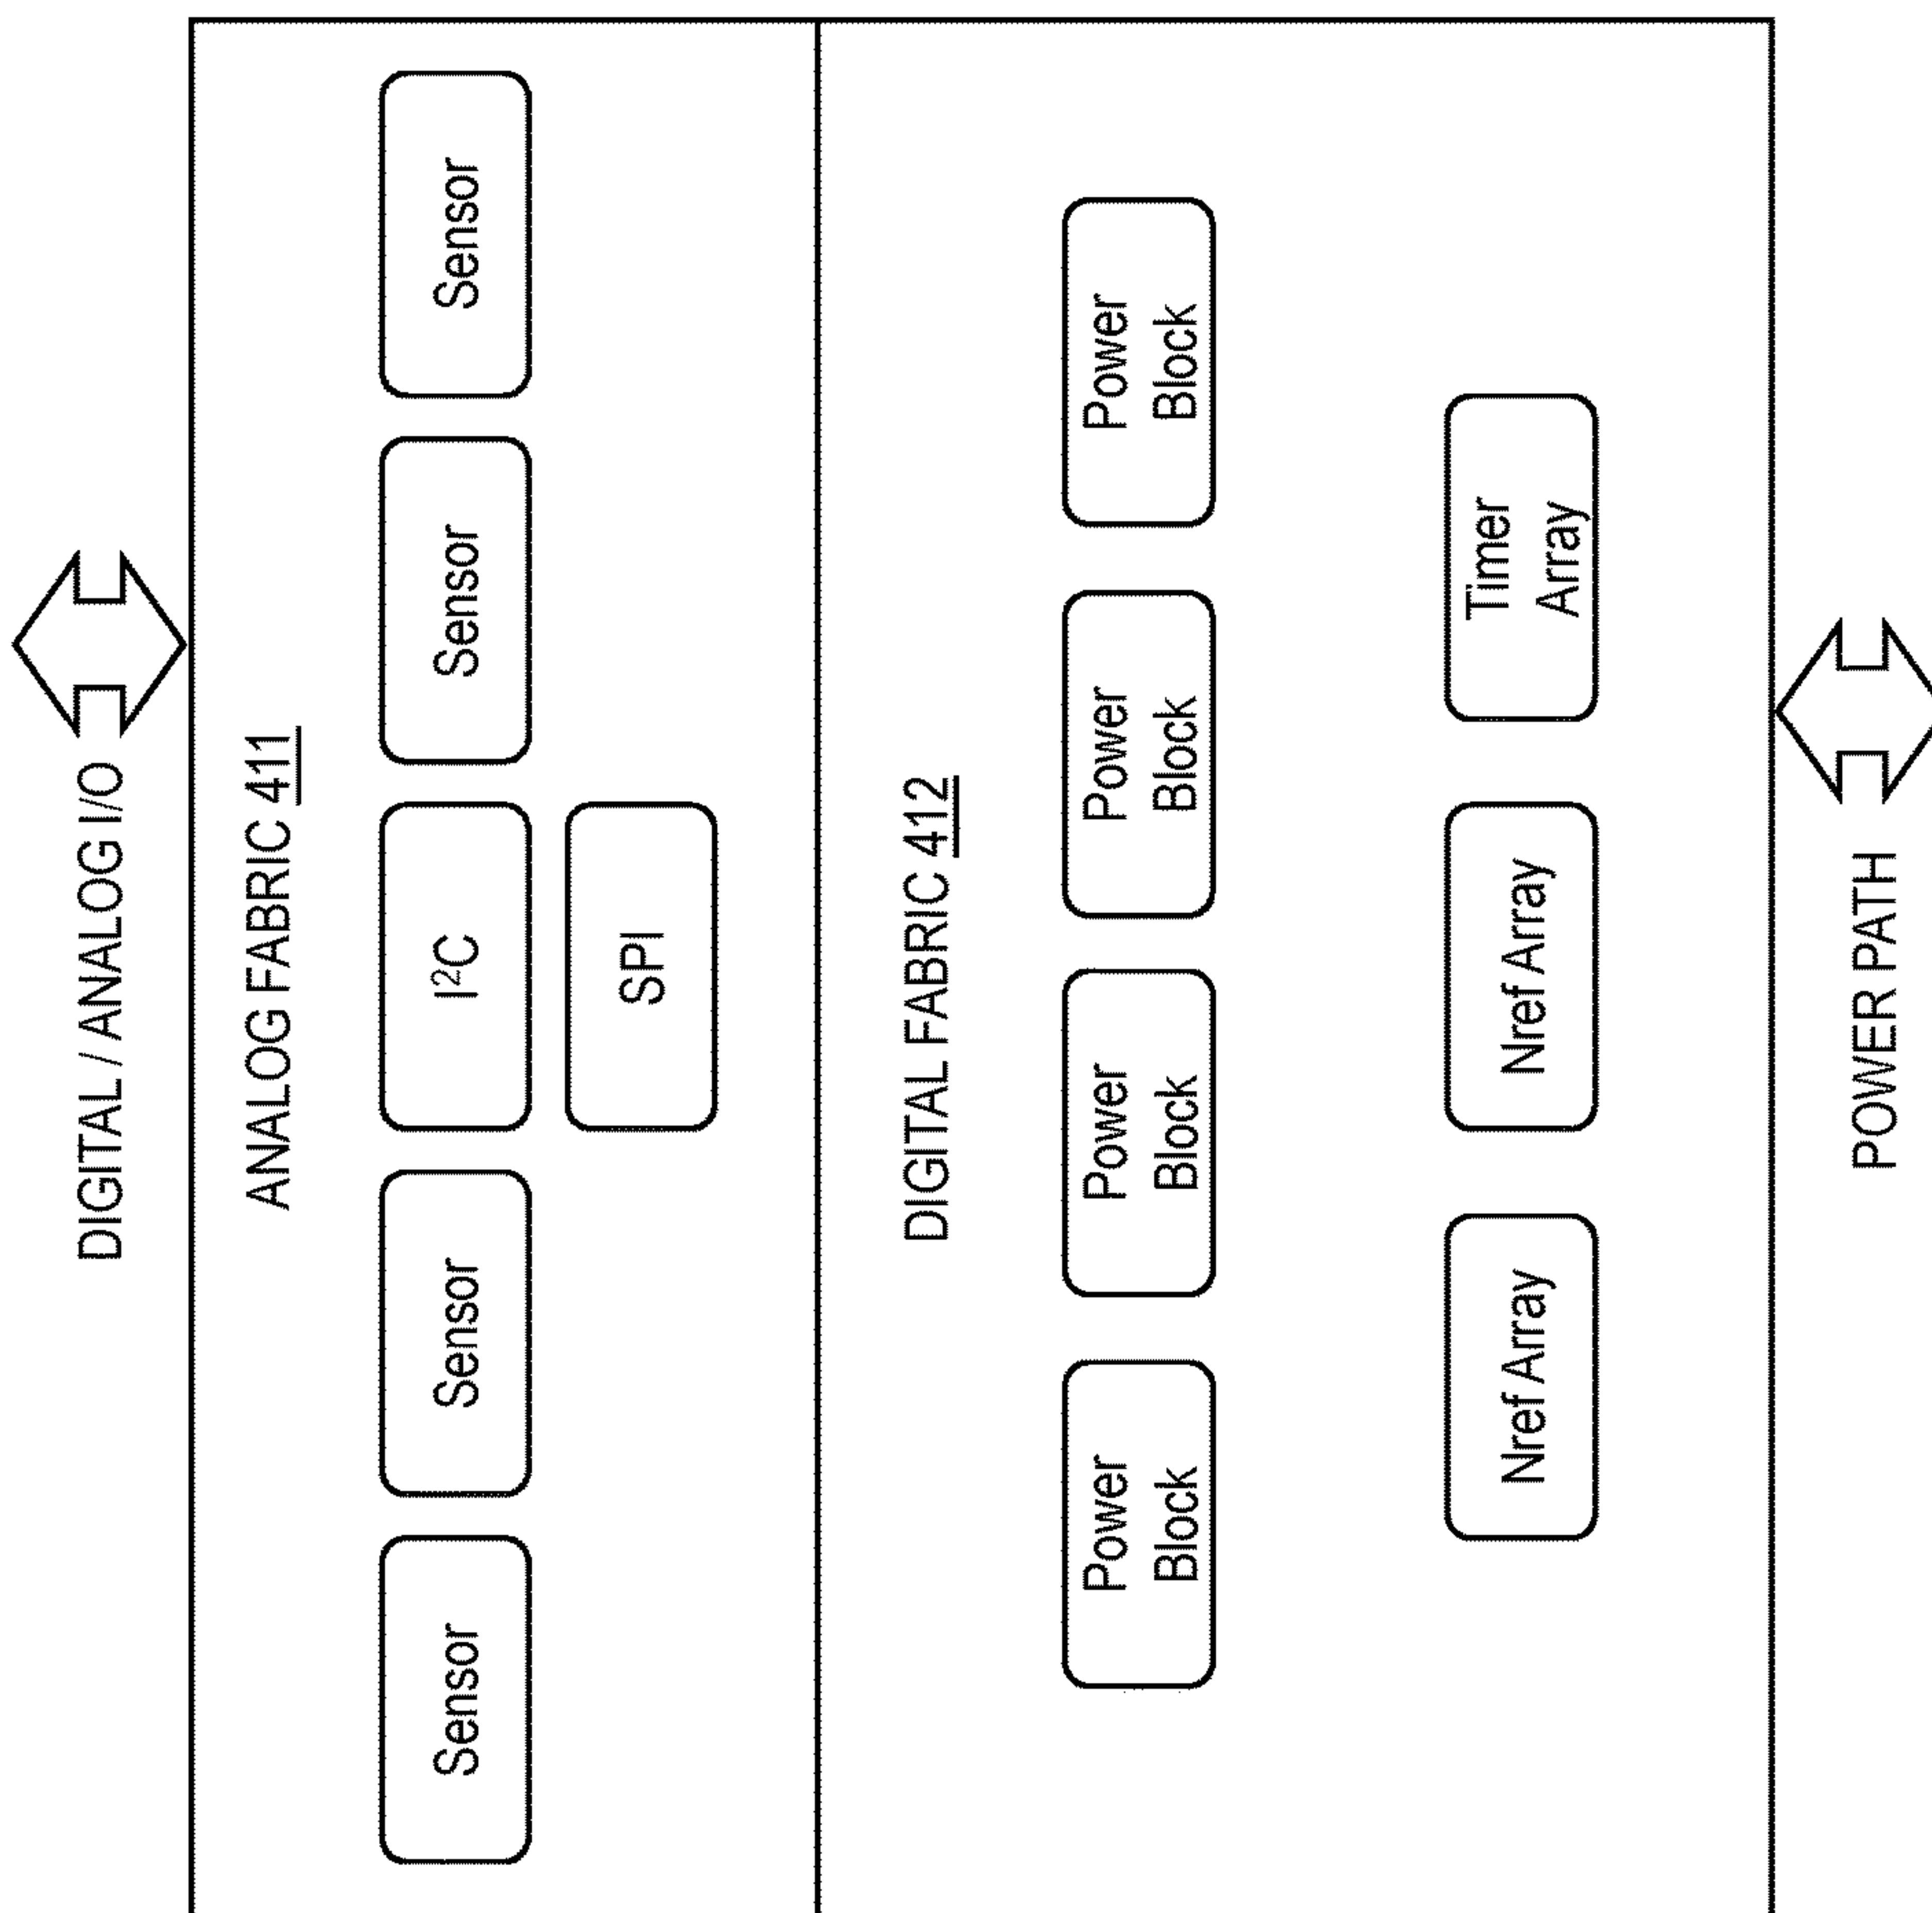 DIGITAL / ANALOG I/O
ANALOG FABRIC 411
Sensor
Sensor
I²C
Sensor
Sensor
SPI
DIGITAL FABRIC 412
Power
Block
Power
Block
Power
Block
Power
Block
Nref Array
Nref Array
Timer
Array
POWER PATH